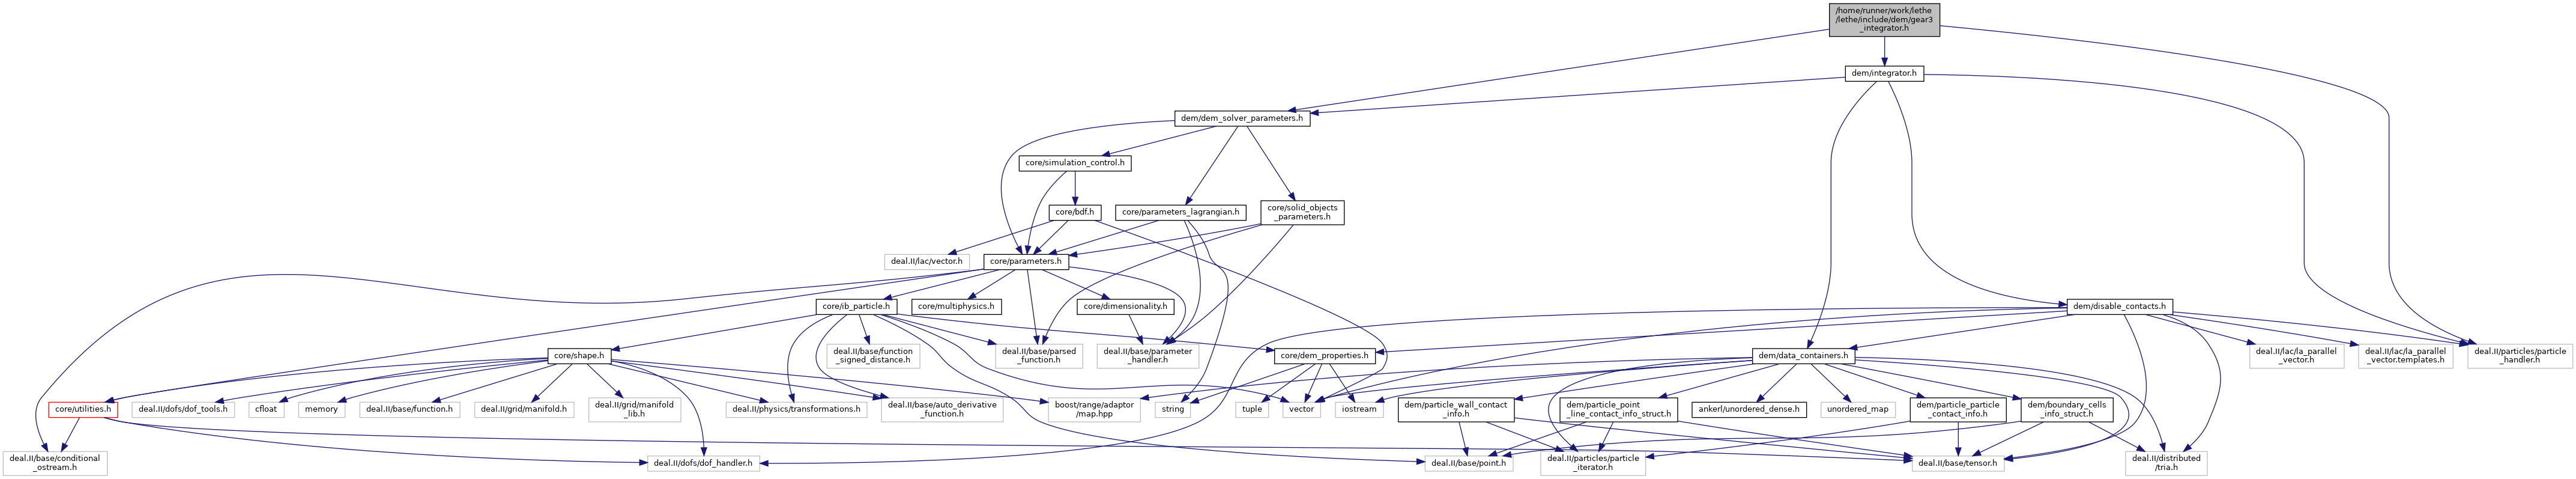 /home/runner/work/lethe
/lethe/include/dem/gear3
_integrator.h
dem/integrator.h
dem/dem_solver_parameters.h
core/simulation_control.h
core/bdf.h
core/parameters_lagrangian.h
core/solid_objects
_parameters.h
deal.II/lac/vector.h
core/parameters.h
core/ib_particle.h
core/multiphysics.h
core/dimensionality.h
dem/disable_contacts.h
core/shape.h
deal.II/base/function
_signed_distance.h
deal.II/base/parsed
_function.h
deal.II/base/parameter
_handler.h
core/dem_properties.h
dem/data_containers.h
deal.II/lac/la_parallel
_vector.h
deal.II/lac/la_parallel
_vector.templates.h
deal.II/particles/particle
_handler.h
core/utilities.h
deal.II/dofs/dof_tools.h
cfloat
memory
deal.II/base/function.h
deal.II/grid/manifold.h
deal.II/grid/manifold
_lib.h
deal.II/physics/transformations.h
deal.II/base/auto_derivative
_function.h
boost/range/adaptor
/map.hpp
string
tuple
vector
iostream
dem/particle_wall_contact
_info.h
dem/particle_point
_line_contact_info_struct.h
ankerl/unordered_dense.h
unordered_map
dem/particle_particle
_contact_info.h
dem/boundary_cells
_info_struct.h
deal.II/base/conditional
_ostream.h
deal.II/dofs/dof_handler.h
deal.II/base/point.h
deal.II/particles/particle
_iterator.h
deal.II/base/tensor.h
deal.II/distributed
/tria.h